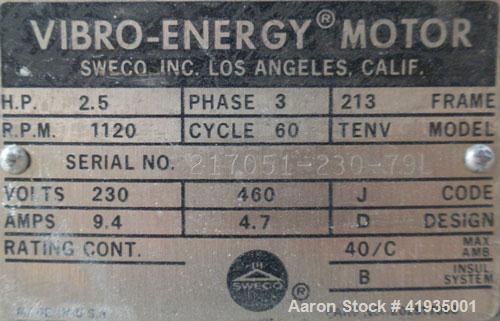 VIBRO-ENERGY® MOTOR
SWECO, INC. LOS ANGELES, CALIF.
H.P. 2.5 PHASE 3 213 FRAME
R.P.M. 1120 CYCLE 60 TENV MODEL
SERIAL NO. 217051-230-79L
VOLTS 230 460 J CODE
AMPS 9.4 4.7 D DESIGN
RATING CONT. 40/C MAX AMB
SWECO ® B INSUL SYSTEM
Aaron Stock # 41935001